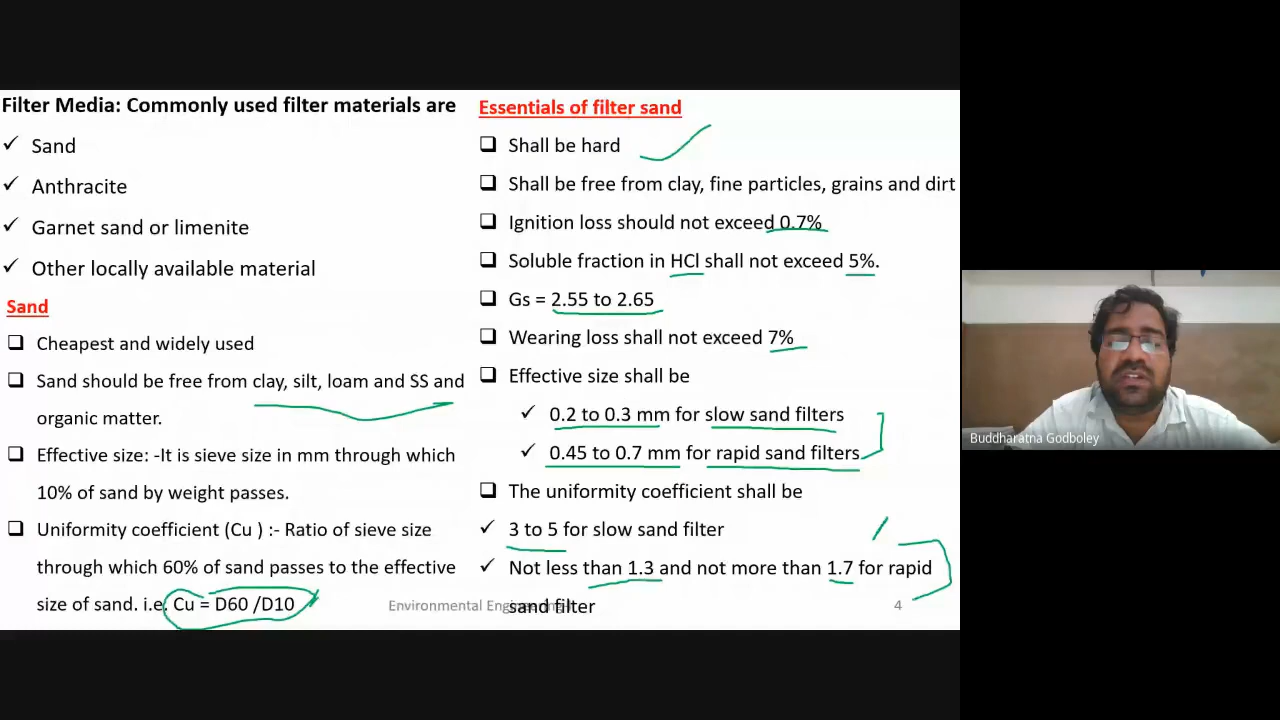 Filter Media: Commonly used filter materials are
✓ Sand
✓ Anthracite
✓ Garnet sand or limenite
✓ Other locally available material
Sand
❑ Cheapest and widely used
❑ Sand should be free from clay, silt, loam and SS and
organic matter.
❑ Effective size: -It is sieve size in mm through which
10% of sand by weight passes.
❑ Uniformity coefficient (Cu ) :- Ratio of sieve size
through which 60% of sand passes to the effective
size of sand. i.e. Cu = D60 /D10
Essentials of filter sand
❑ Shall be hard
❑ Shall be free from clay, fine particles, grains and dirt
❑ Ignition loss should not exceed 0.7%
❑ Soluble fraction in HCl shall not exceed 5%.
❑ Gs = 2.55 to 2.65
❑ Wearing loss shall not exceed 7%
❑ Effective size shall be
✓ 0.2 to 0.3 mm for slow sand filters
✓ 0.45 to 0.7 mm for rapid sand filters
❑ The uniformity coefficient shall be
✓ 3 to 5 for slow sand filter
✓ Not less than 1.3 and not more than 1.7 for rapid
sand filter
Environmental 
4
Buddharatna Godboley